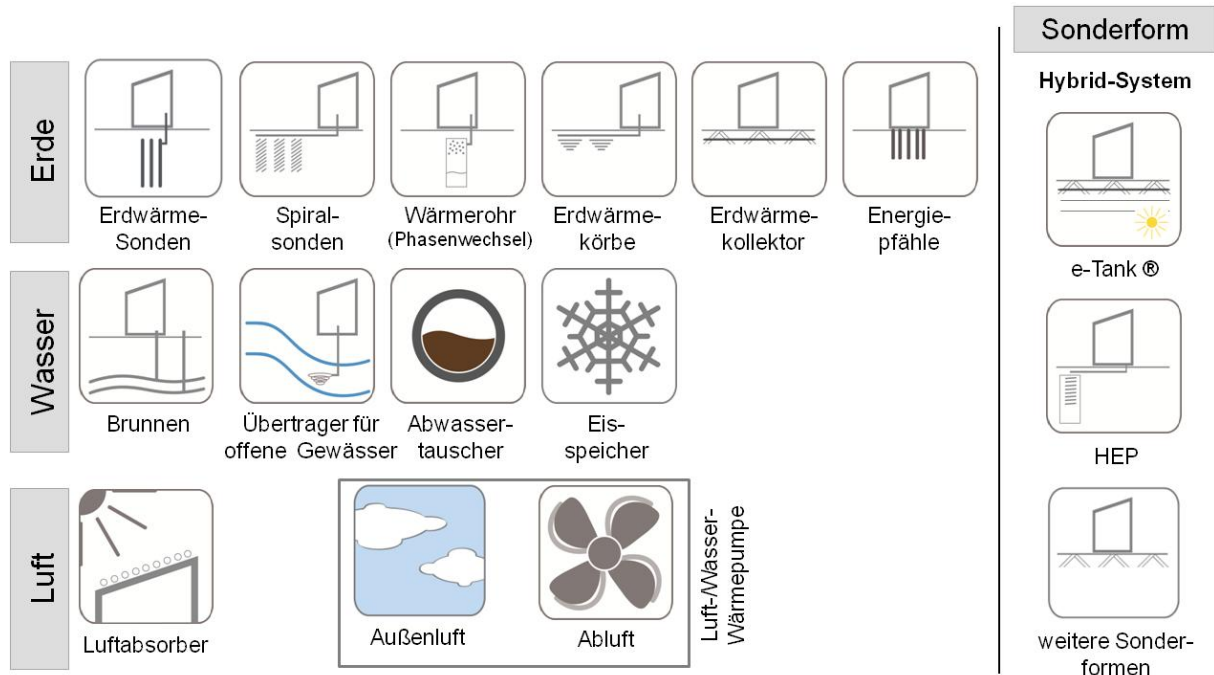 Erde
Erdwärme-
Sonden
Spiral-
sonden
Wärmerohr
(Phasenwechsel)
Erdwärme-
körbe
Erdwärme-
kollektor
Energie-
pfähle
Wasser
Brunnen
Übertrager für
offene Gewässer
Abwasser-
tauscher
Eis-
speicher
Luft
Luftabsorber
Außenluft
Abluft
Luft-Wasser-
Wärmepumpe
Sonderform
Hybrid-System
e-Tank ®
HEP
weitere Sonder-
formen